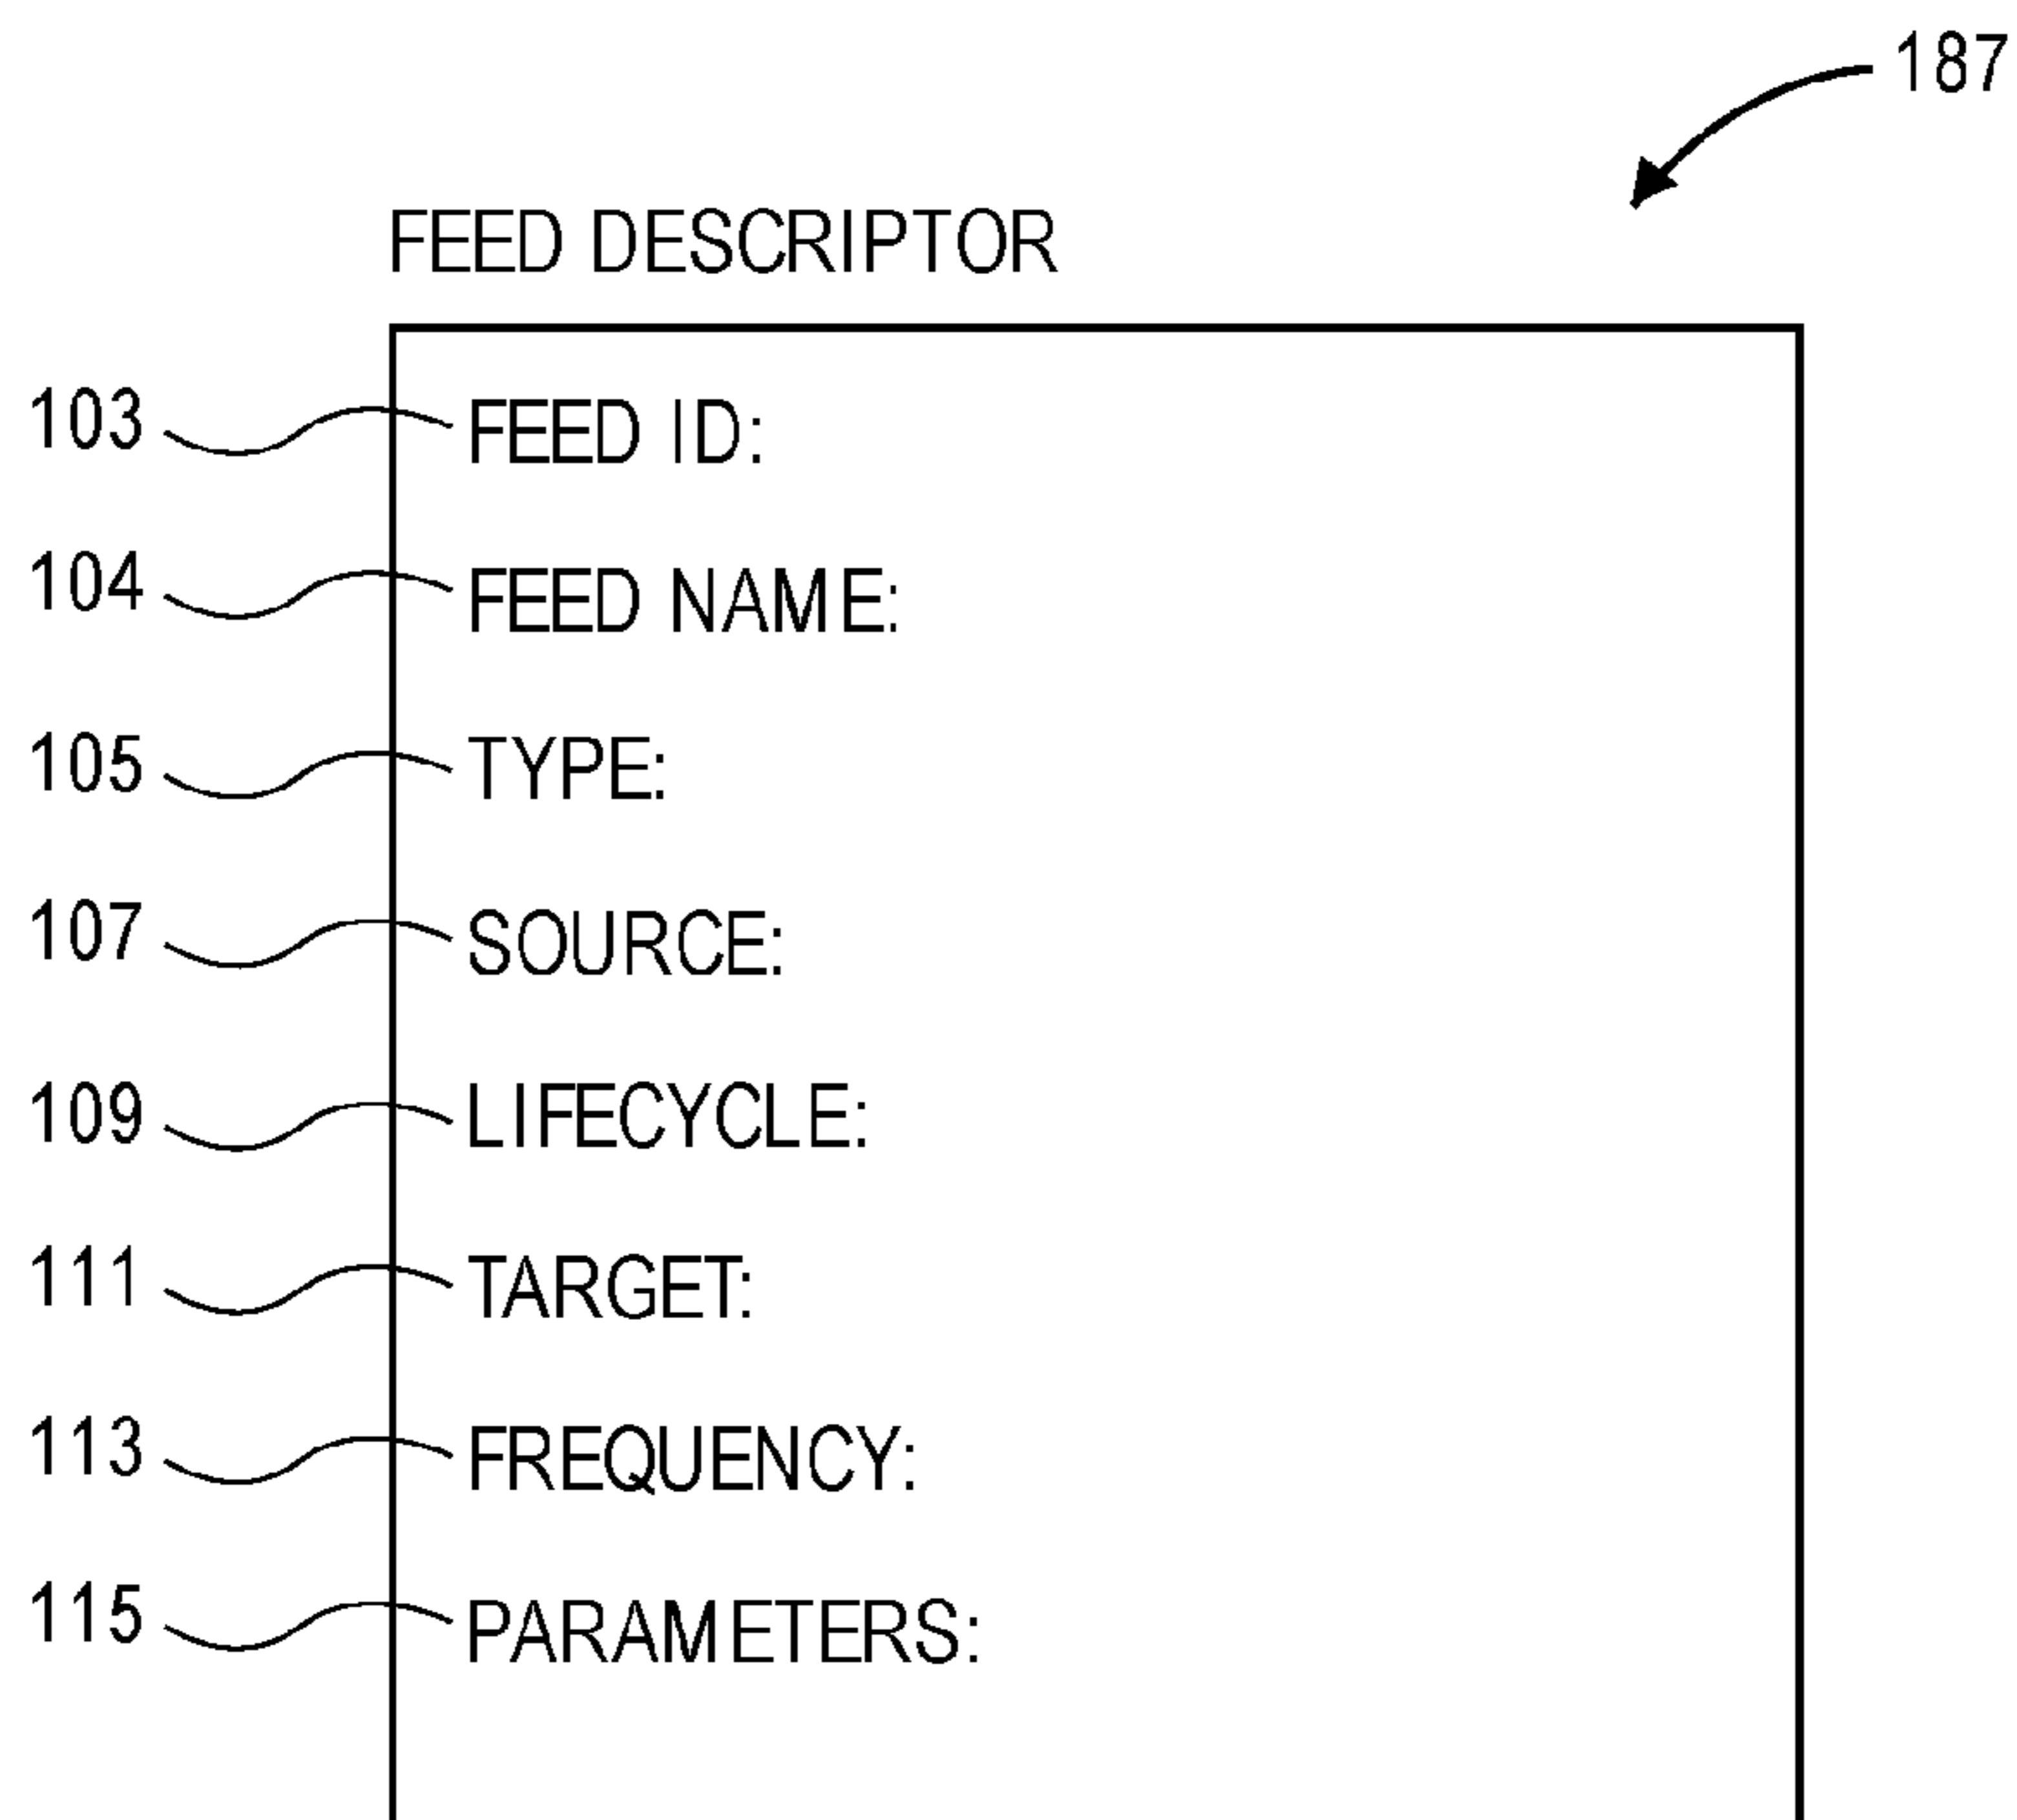 187
FEED DESCRIPTOR
103 FEED ID:
104 FEED NAME:
105 TYPE:
107 SOURCE:
109 LIFECYCLE:
111 TARGET:
113 FREQUENCY:
115 PARAMETERS: